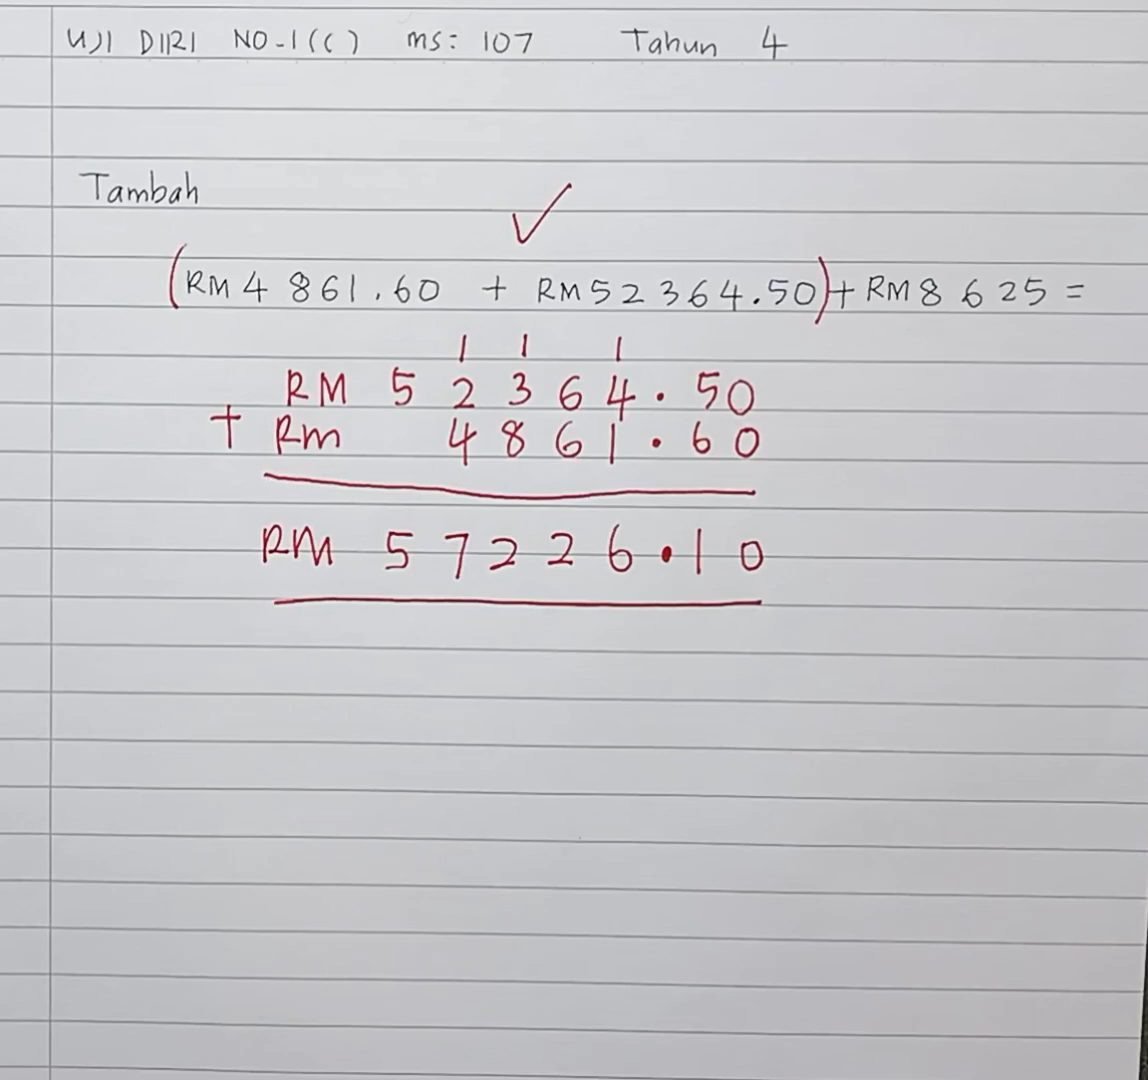 UJI DIRI NO-1(C) ms: 107 Tahun 4
Tambah
✓
(RM4 861.60 + RM52 364.50) + RM8 625 =
1 1 1
RM 5 2 3 6 4 . 5 0
+ Rm 4 8 6 1 . 6 0
RM 5 7 2 2 6 . 1 0